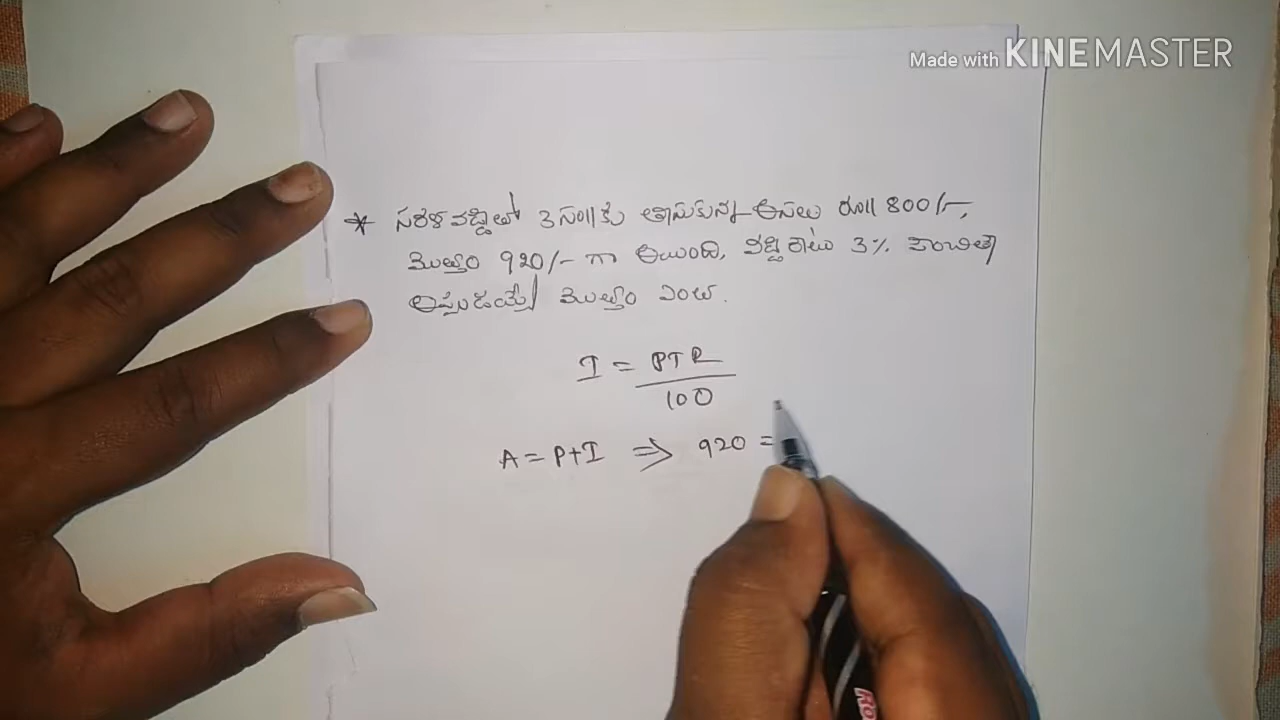 Made with KINEMASTER
* సరళవడ్డీలో 3 సం॥కు తీసుకున్న అసలు రూ॥ 800/-,
మొత్తం 920/- గా అయింది, వడ్డీ రేటు 3% పెంచితే
అప్పుడయ్యే మొత్తం ఎంత.
I = PTR
100
A = P+I ⇒ 920 =